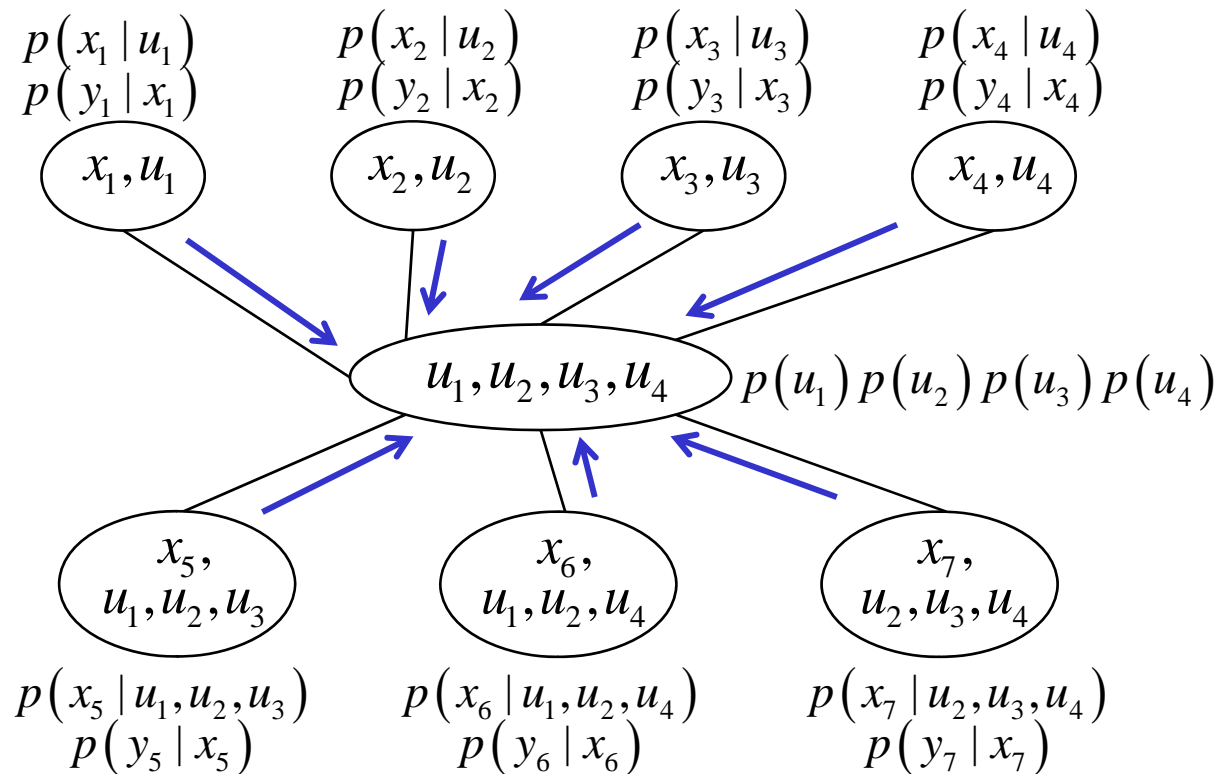 p(x₁ | u₁)
p(y₁ | x₁)
p(x₂ | u₂)
p(y₂ | x₂)
p(x₃ | u₃)
p(y₃ | x₃)
p(x₄ | u₄)
p(y₄ | x₄)
x₁, u₁
x₂, u₂
x₃, u₃
x₄, u₄
u₁, u₂, u₃, u₄
p(u₁) p(u₂) p(u₃) p(u₄)
x₅,
u₁, u₂, u₃
x₆,
u₁, u₂, u₄
x₇,
u₂, u₃, u₄
p(x₅ | u₁, u₂, u₃)
p(y₅ | x₅)
p(x₆ | u₁, u₂, u₄)
p(y₆ | x₆)
p(x₇ | u₂, u₃, u₄)
p(y₇ | x₇)